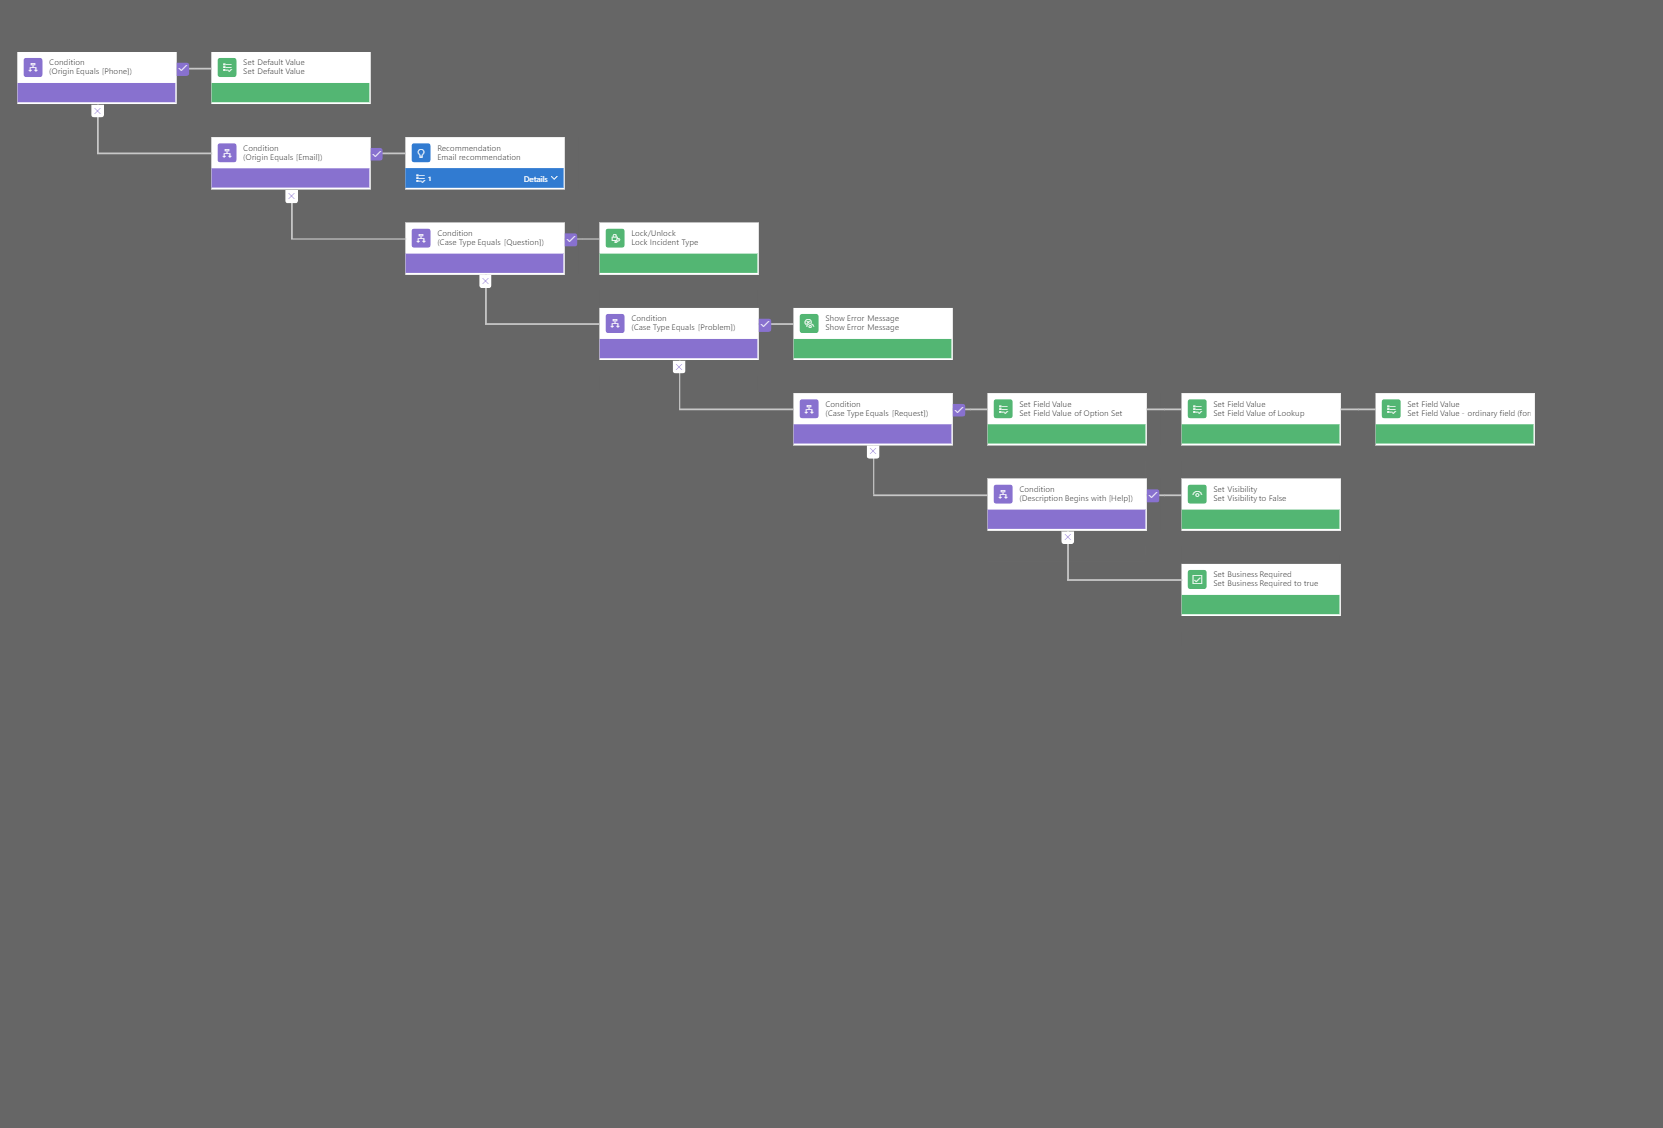 Condition
(Origin Equals [Phone])
Set Default Value
Set Default Value
Condition
(Origin Equals [Email])
Recommendation
Email recommendation
1
Details
Condition
(Case Type Equals [Question])
Lock/Unlock
Lock Incident Type
Condition
(Case Type Equals [Problem])
Show Error Message
Show Error Message
Condition
(Case Type Equals [Request])
Set Field Value
Set Field Value of Option Set
Set Field Value
Set Field Value of Lookup
Set Field Value
Set Field Value - ordinary field (for
Condition
(Description Begins with [Help])
Set Visibility
Set Visibility to False
Set Business Required
Set Business Required to true